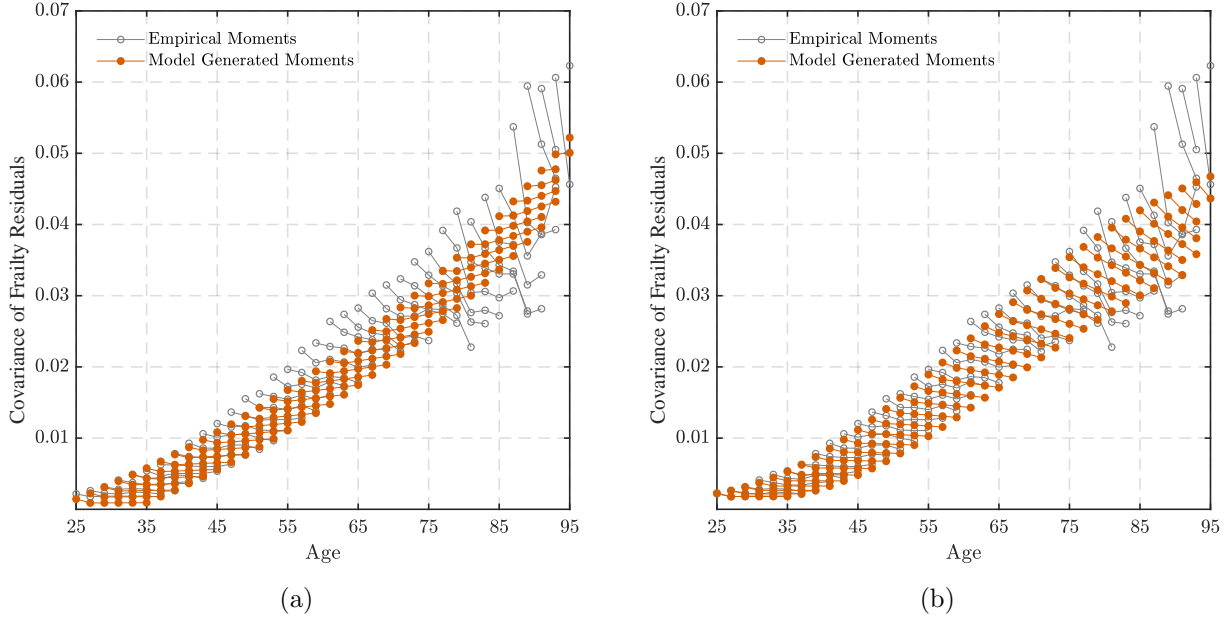 0.07
0.06
0.05
0.04
0.03
0.02
0.01
Covariance of Frailty Residuals
Empirical Moments
Model Generated Moments
25 35 45 55 65 75 85 95
Age
(a)
0.07
0.06
0.05
0.04
0.03
0.02
0.01
Covariance of Frailty Residuals
Empirical Moments
Model Generated Moments
25 35 45 55 65 75 85 95
Age
(b)